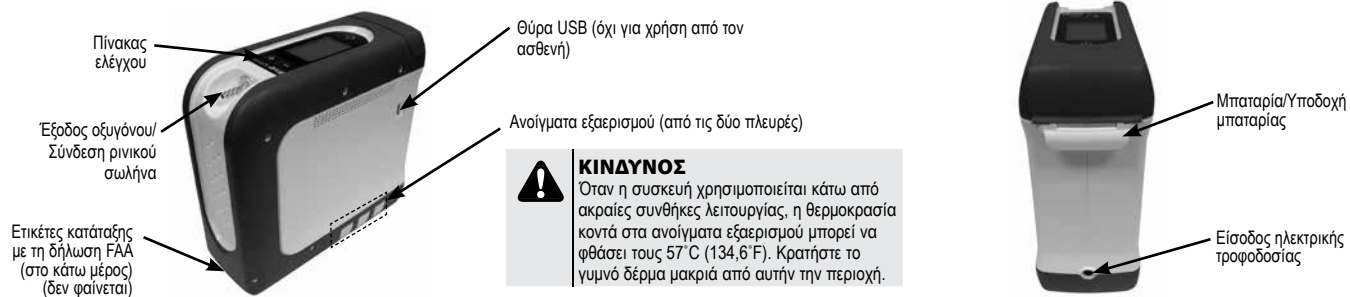 Πίνακας
ελέγχου
Έξοδος οξυγόνου/
Σύνδεση ρινικού
σωλήνα
Ετικέτες κατάταξης
με τη δήλωση FAA
(στο κάτω μέρος)
(δεν φαίνεται)
Θύρα USB (όχι για χρήση από τον
ασθενή)
Ανοίγματα εξαερισμού (από τις δύο πλευρές)
ΚΙΝΔΥΝΟΣ
Όταν η συσκευή χρησιμοποιείται κάτω από
ακραίες συνθήκες λειτουργίας, η θερμοκρασία
κοντά στα ανοίγματα εξαερισμού μπορεί να
φθάσει τους 57˚C (134,6˚F). Κρατήστε το
γυμνό δέρμα μακριά από αυτήν την περιοχή.
Μπαταρία/Υποδοχή
μπαταρίας
Είσοδος ηλεκτρικής
τροφοδοσίας